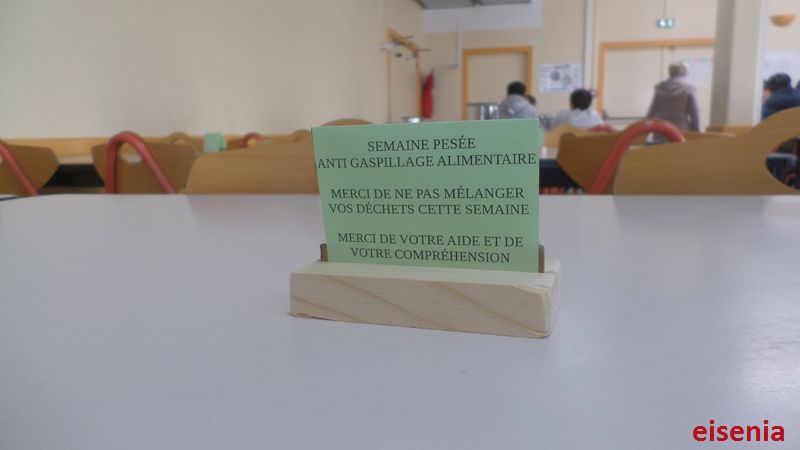 SEMAINE PESÉE
ANTI GASPILLAGE ALIMENTAIRE
MERCI DE NE PAS MÉLANGER
VOS DÉCHETS CETTE SEMAINE
MERCI DE VOTRE AIDE ET DE
VOTRE COMPRÉHENSION
eisenia